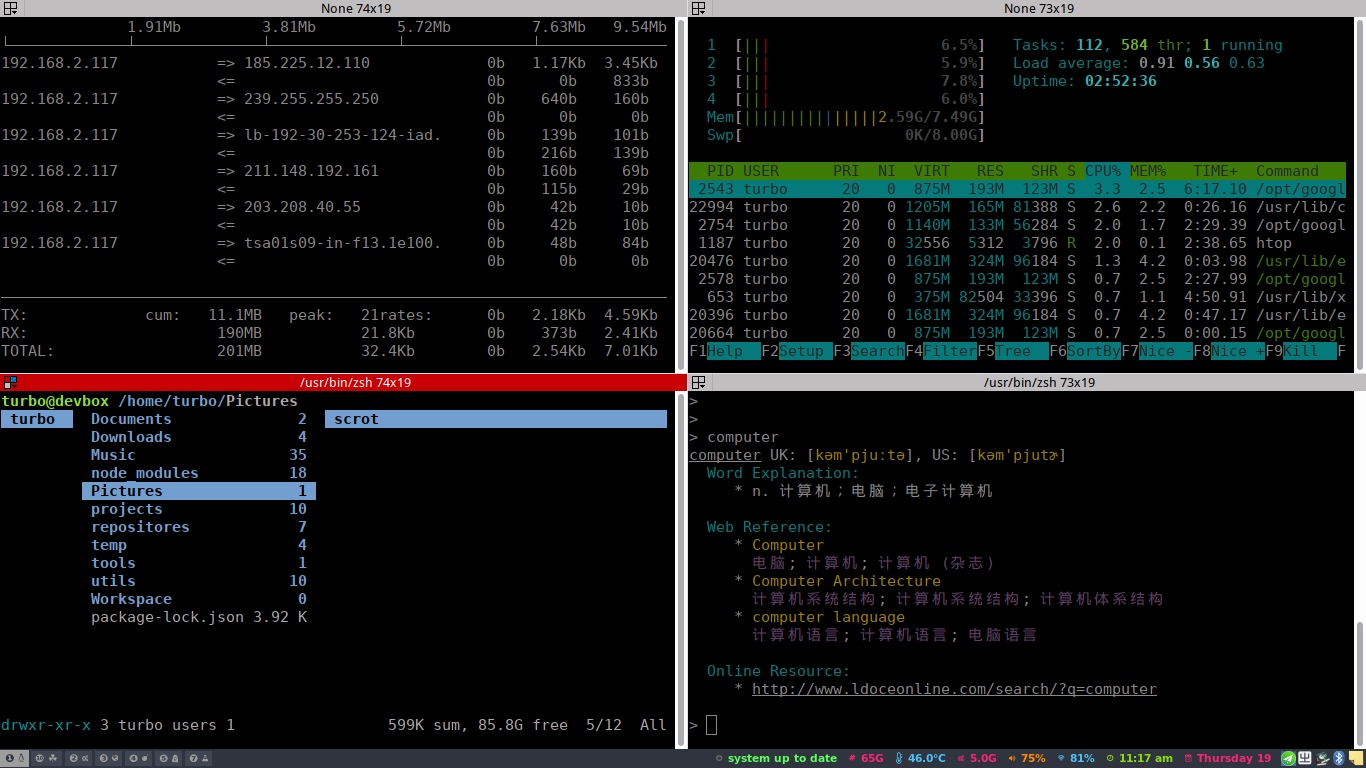 None 74x19
1.91Mb 3.81Mb 5.72Mb 7.63Mb 9.54Mb
192.168.2.117 => 185.225.12.110 0b 1.17Kb 3.45Kb
<= 0b 0b 833b
192.168.2.117 => 239.255.255.250 0b 640b 160b
<= 0b 0b 0b
192.168.2.117 => lb-192-30-253-124-iad. 0b 139b 101b
<= 0b 216b 139b
192.168.2.117 => 211.148.192.161 0b 160b 69b
<= 0b 115b 29b
192.168.2.117 => 203.208.40.55 0b 42b 10b
<= 0b 42b 10b
192.168.2.117 => tsa01s09-in-f13.1e100. 0b 48b 84b
<= 0b 0b 0b
TX: cum: 11.1MB peak: 21rates: 0b 2.18Kb 4.59Kb
RX: 190MB 21.8Kb 0b 373b 2.41Kb
TOTAL: 201MB 32.4Kb 0b 2.54Kb 7.01Kb
None 73x19
1 [||| 6.5%] Tasks: 112, 584 thr; 1 running
2 [||| 5.9%] Load average: 0.91 0.56 0.63
3 [||| 7.8%] Uptime: 02:52:36
4 [||| 6.0%]
Mem[|||||||||||||||2.59G/7.49G]
Swp[ 0K/8.00G]
PID USER PRI NI VIRT RES SHR S CPU% MEM% TIME+ Command
2543 turbo 20 0 875M 193M 123M S 3.3 2.5 6:17.10 /opt/googl
22994 turbo 20 0 1205M 165M 81388 S 2.6 2.2 0:26.16 /usr/lib/c
2754 turbo 20 0 1140M 133M 56284 S 2.0 1.7 2:29.39 /opt/googl
1187 turbo 20 0 32556 5312 3796 R 2.0 0.1 2:38.65 htop
20476 turbo 20 0 1681M 324M 96184 S 1.3 4.2 0:03.98 /usr/lib/e
2578 turbo 20 0 875M 193M 123M S 0.7 2.5 2:27.99 /opt/googl
653 turbo 20 0 375M 82504 33396 S 0.7 1.1 4:50.91 /usr/lib/x
20396 turbo 20 0 1681M 324M 96184 S 0.7 4.2 0:47.17 /usr/lib/e
20664 turbo 20 0 875M 193M 123M S 0.7 2.5 0:00.15 /opt/googl
F1Help F2Setup F3SearchF4FilterF5Tree F6SortByF7Nice -F8Nice +F9Kill F
/usr/bin/zsh 74x19
turbo@devbox /home/turbo/Pictures
turbo Documents 2 scrot
Downloads 4
Music 35
node_modules 18
Pictures 1
projects 10
repositores 7
temp 4
tools 1
utils 10
Workspace 0
package-lock.json 3.92 K
drwxr-xr-x 3 turbo users 1 599K sum, 85.8G free 5/12 All
/usr/bin/zsh 73x19
>
>
> computer
computer UK: [kəm'pjuːtə], US: [kəm'pjutɚ]
Word Explanation:
* n. 计算机；电脑；电子计算机
Web Reference:
* Computer
电脑; 计算机; 计算机 (杂志)
* Computer Architecture
计算机系统结构; 计算机系统结构; 计算机体系结构
* computer language
计算机语言; 计算机语言; 电脑语言
Online Resource:
* http://www.ldoceonline.com/search/?q=computer
>
1 10 2 3 4 5 7 system up to date 65G 46.0°C 5.0G 75% 81% 11:17 am Thursday 19